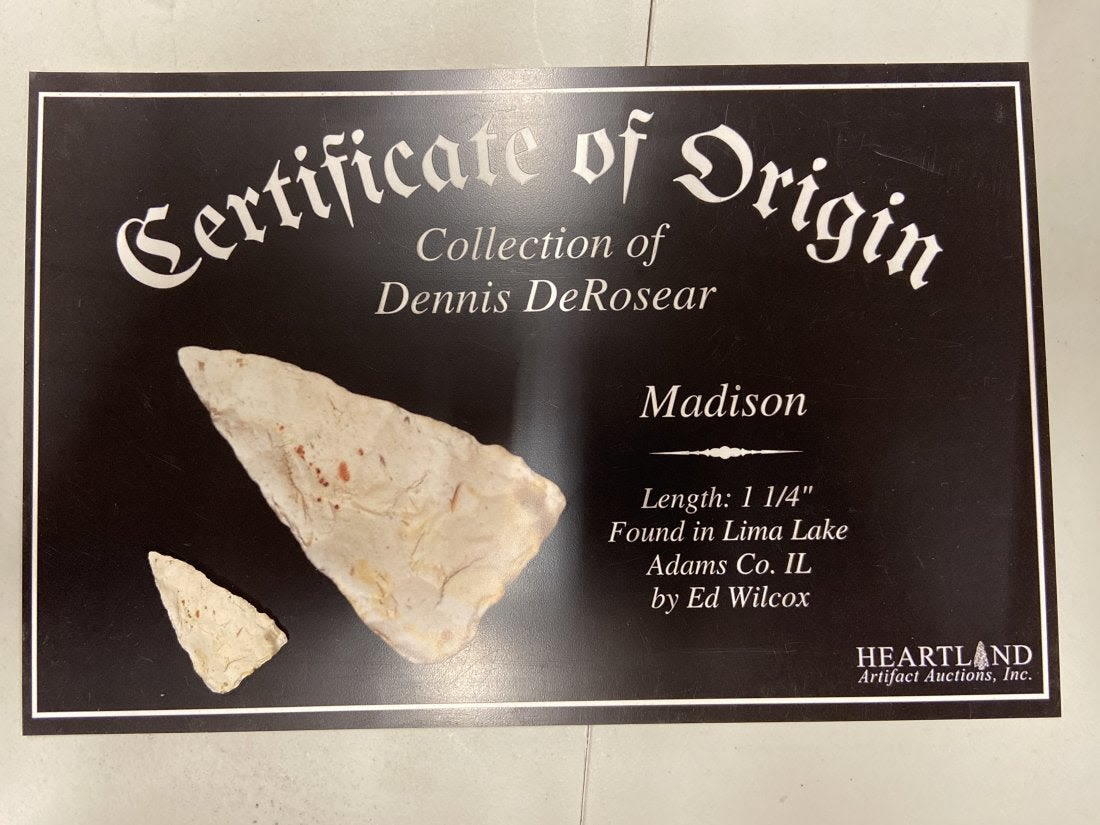 Certificate of Origin
Collection of
Dennis DeRosear
Madison
Length: 1 1/4"
Found in Lima Lake
Adams Co. IL
by Ed Wilcox
HEARTLAND
Artifact Auctions, Inc.